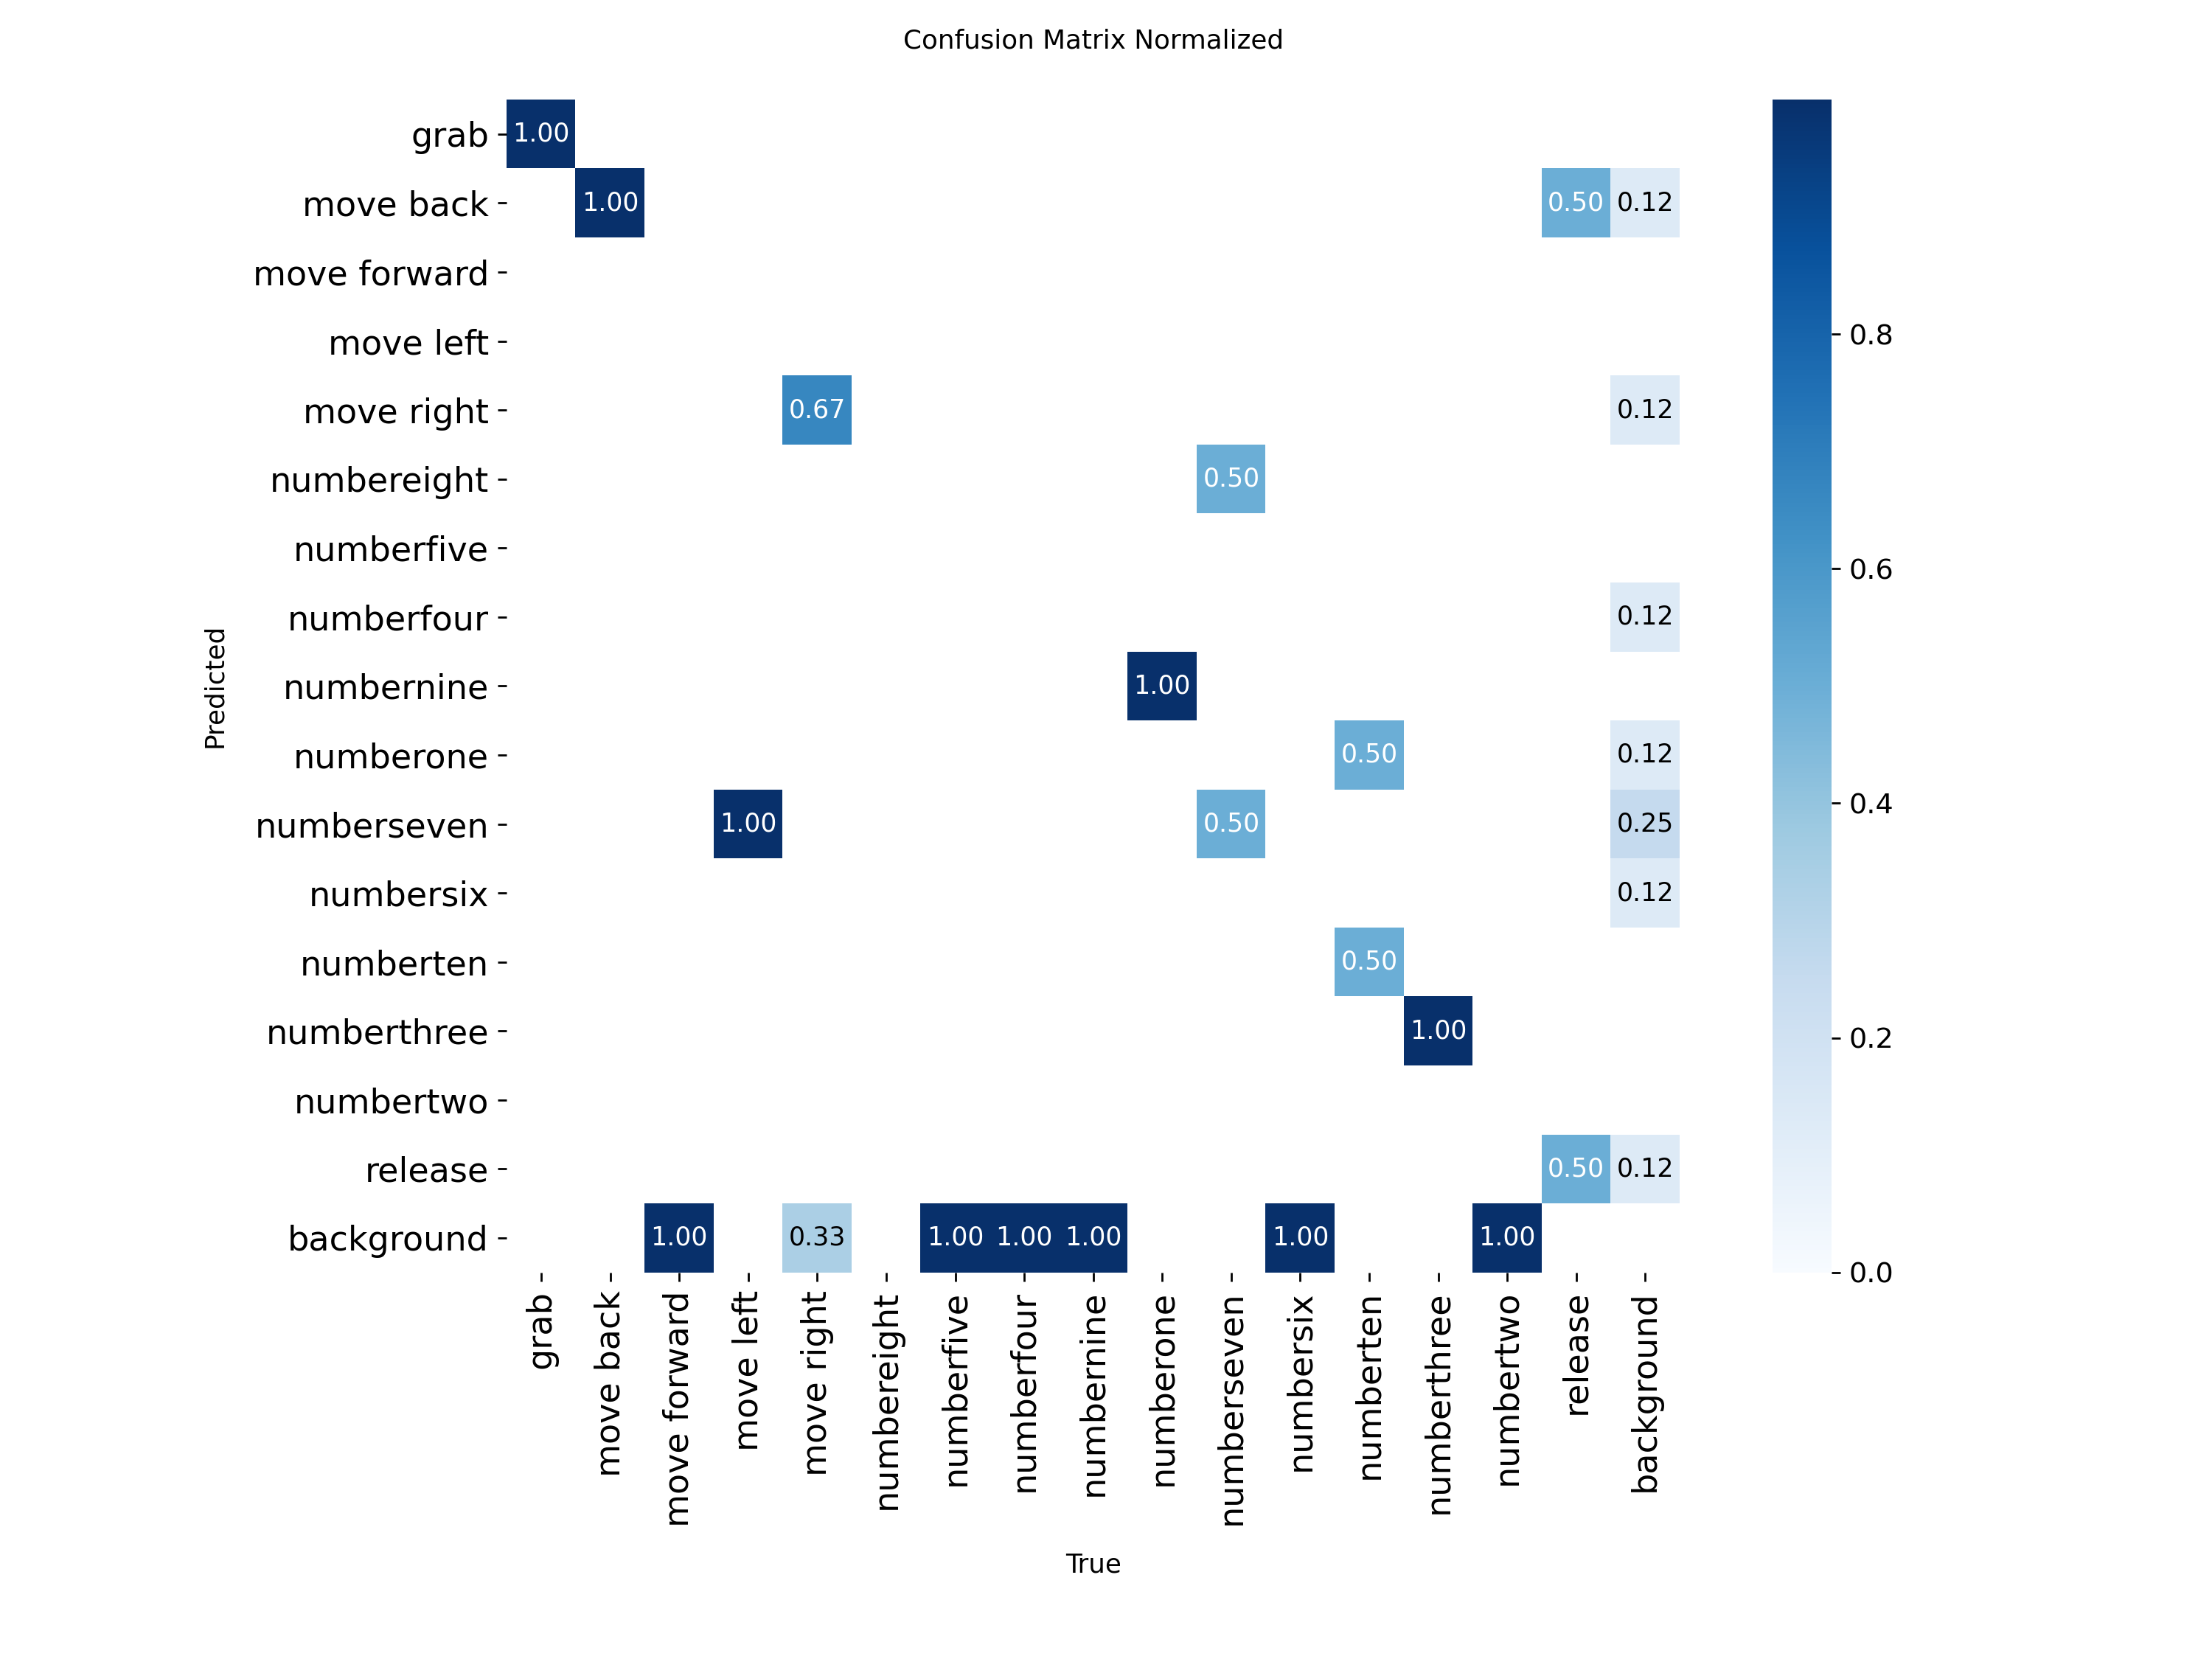 Confusion Matrix Normalized
grab 1.00
move back 1.00 0.50 0.12
move forward
move left
move right 0.67 0.12
numbereight 0.50
numberfive
numberfour 0.12
numbernine 1.00
numberone 0.50 0.12
numberseven 1.00 0.50 0.25
numbersix 0.12
numberten 0.50
numberthree 1.00
numbertwo
release 0.50 0.12
background 1.00 0.33 1.00 1.00 1.00 1.00 1.00
Predicted
grab
move back
move forward
move left
move right
numbereight
numberfive
numberfour
numbernine
numberone
numberseven
numbersix
numberten
numberthree
numbertwo
release
background
True
0.8
0.6
0.4
0.2
0.0